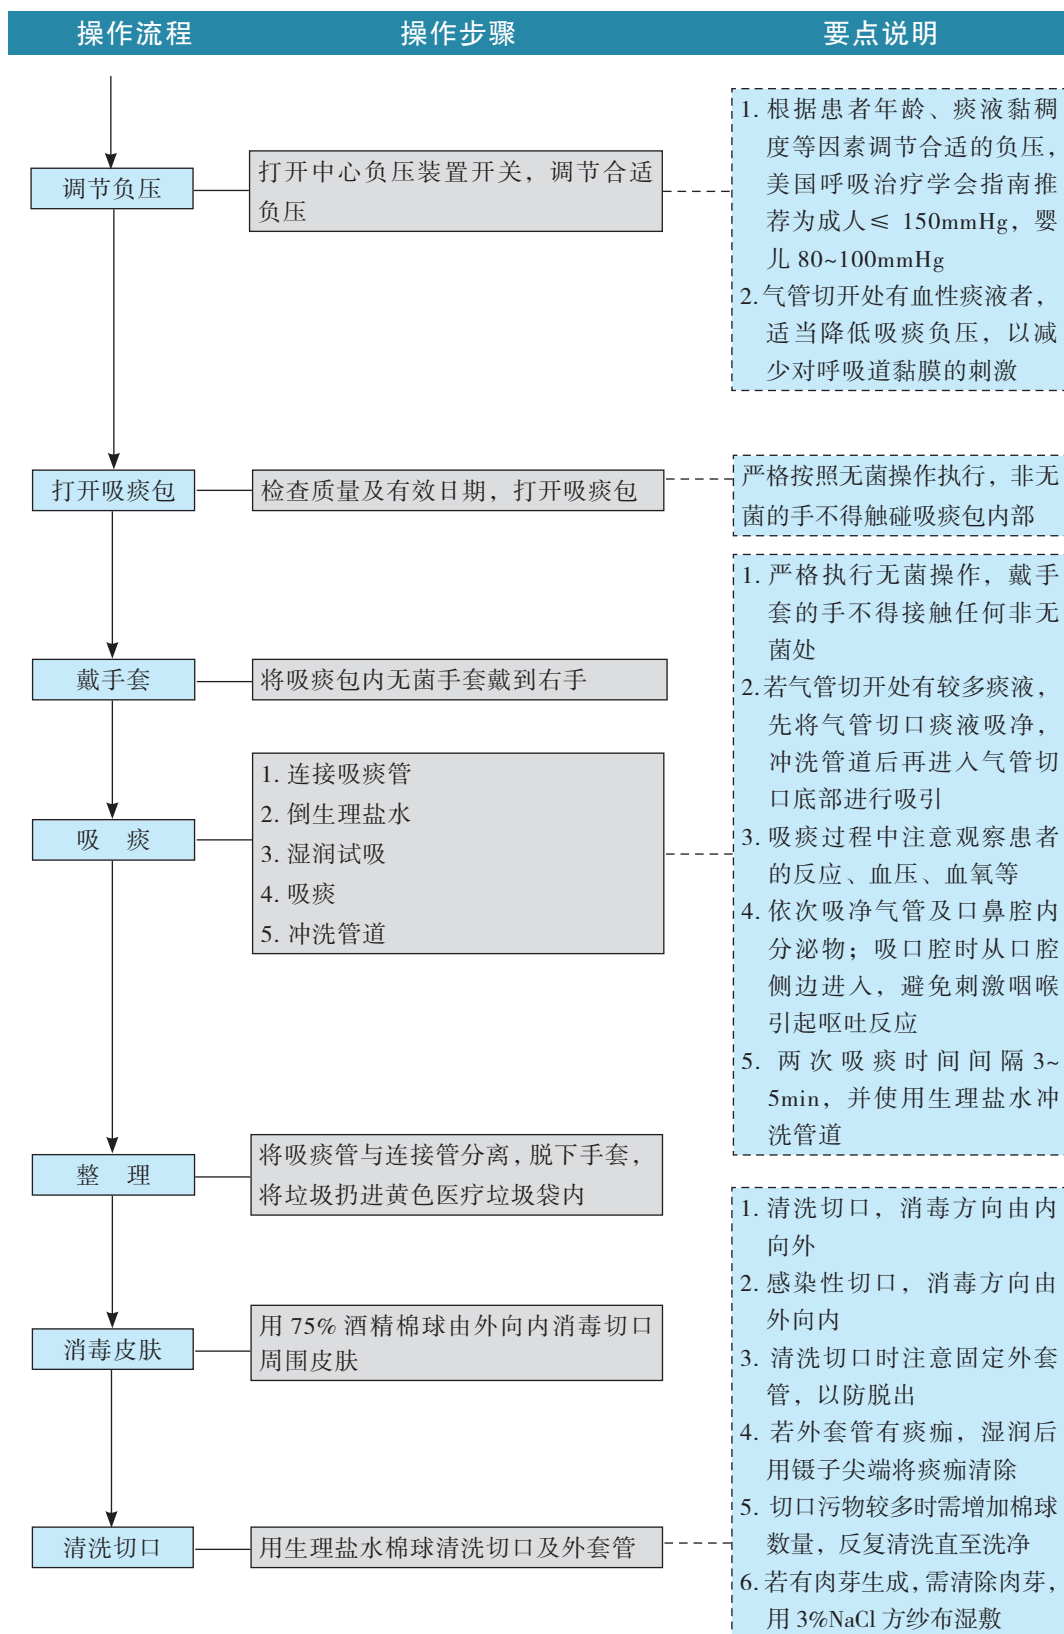 操作流程 操作步骤 要点说明
调节负压
打开中心负压装置开关，调节合适
负压
1. 根据患者年龄、痰液黏稠
度等因素调节合适的负压，
美国呼吸治疗学会指南推
荐为成人≤ 150mmHg，婴
儿 80~100mmHg
2. 气管切开处有血性痰液者，
适当降低吸痰负压，以减
少对呼吸道黏膜的刺激
打开吸痰包
检查质量及有效日期，打开吸痰包
严格按照无菌操作执行，非无
菌的手不得触碰吸痰包内部
戴手套
将吸痰包内无菌手套戴到右手
吸 痰
1. 连接吸痰管
2. 倒生理盐水
3. 湿润试吸
4. 吸痰
5. 冲洗管道
1. 严格执行无菌操作，戴手
套的手不得接触任何非无
菌处
2. 若气管切开处有较多痰液，
先将气管切口痰液吸净，
冲洗管道后再进入气管切
口底部进行吸引
3. 吸痰过程中注意观察患者
的反应、血压、血氧等
4. 依次吸净气管及口鼻腔内
分泌物；吸口腔时从口腔
侧边进入，避免刺激咽喉
引起呕吐反应
5. 两次吸痰时间间隔 3~
5min，并使用生理盐水冲
洗管道
整 理
将吸痰管与连接管分离，脱下手套，
将垃圾扔进黄色医疗垃圾袋内
消毒皮肤
用 75% 酒精棉球由外向内消毒切口
周围皮肤
清洗切口
用生理盐水棉球清洗切口及外套管
1. 清洗切口，消毒方向由内
向外
2. 感染性切口，消毒方向由
外向内
3. 清洗切口时注意固定外套
管，以防脱出
4. 若外套管有痰痂，湿润后
用镊子尖端将痰痂清除
5. 切口污物较多时需增加棉球
数量，反复清洗直至洗净
6. 若有肉芽生成，需清除肉芽，
用 3%NaCl 方纱布湿敷